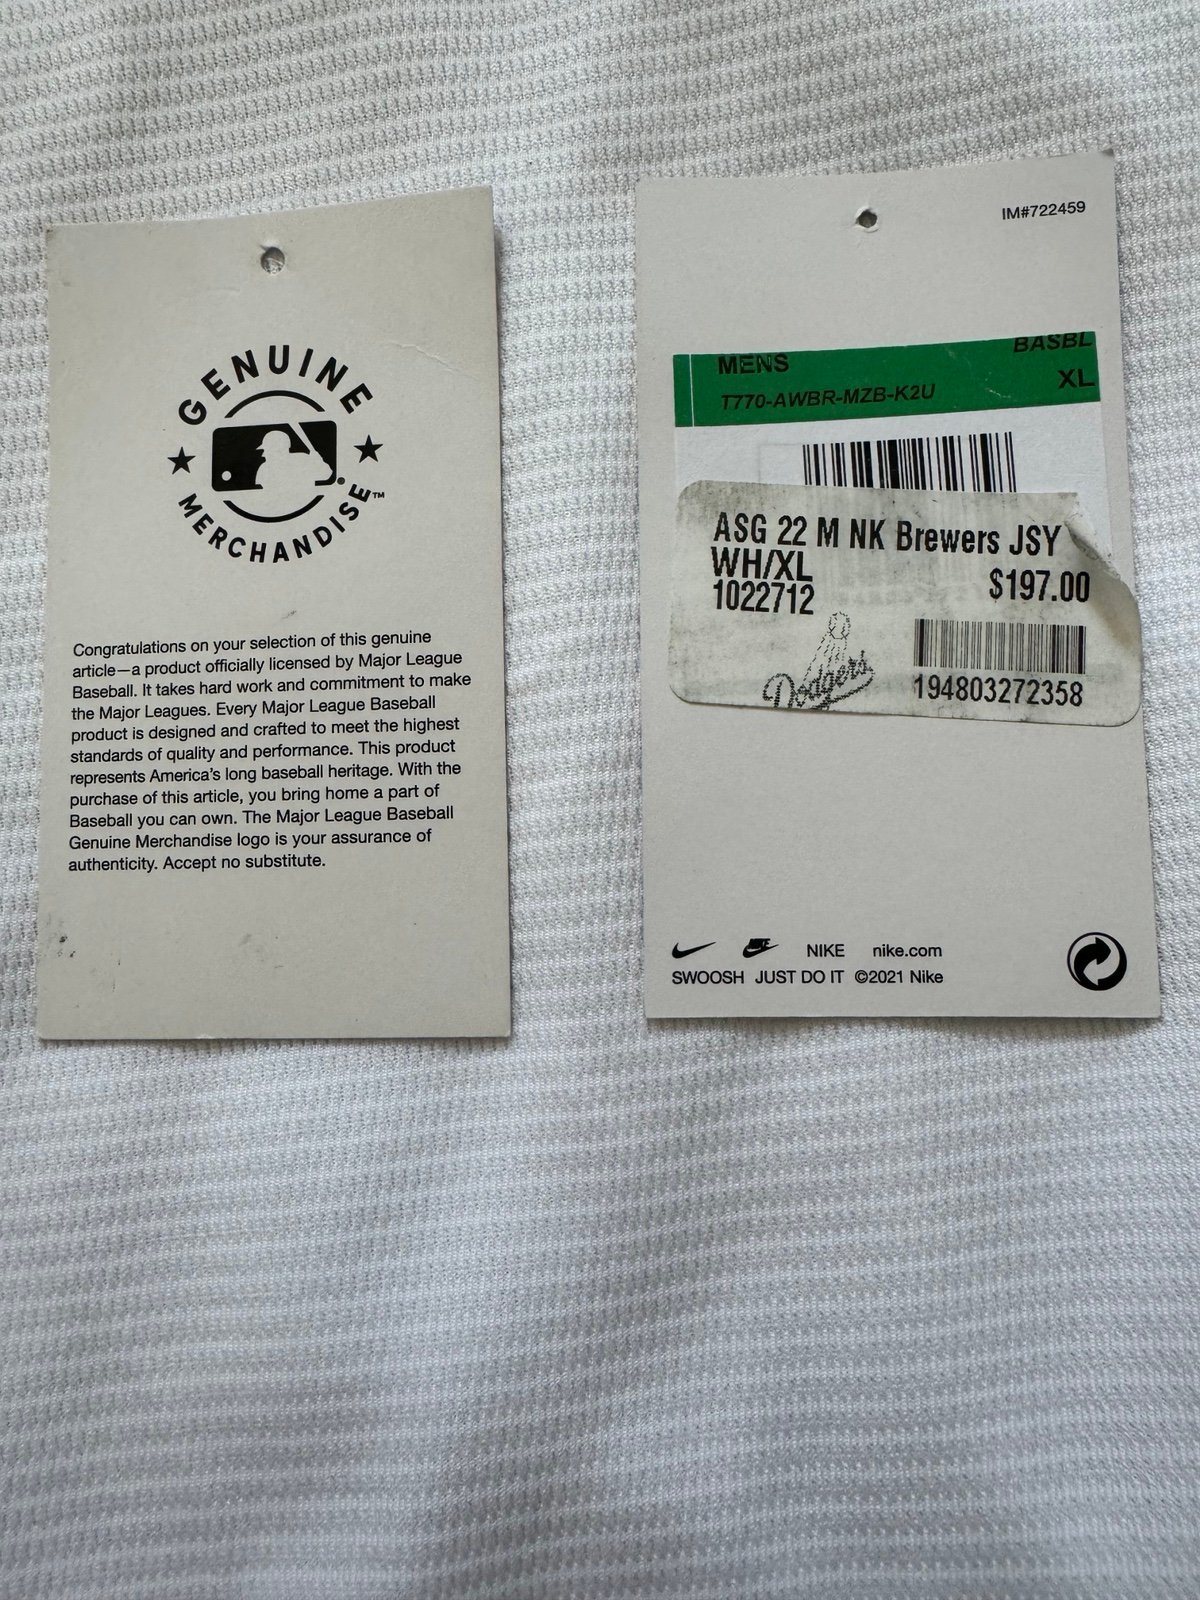 GENUINE
MERCHANDISE™
Congratulations on your selection of this genuine
article—a product officially licensed by Major League
Baseball. It takes hard work and commitment to make
the Major Leagues. Every Major League Baseball
product is designed and crafted to meet the highest
standards of quality and performance. This product
represents America's long baseball heritage. With the
purchase of this article, you bring home a part of
Baseball you can own. The Major League Baseball
Genuine Merchandise logo is your assurance of
authenticity. Accept no substitute.
IM#722459
BASBL
MENS
XL
T770-AWBR-MZB-K2U
ASG 22 M NK Brewers JSY
WH/XL
$197.00
1022712
Dodgers
194803272358
NIKE
NIKE nike.com
SWOOSH JUST DO IT ©2021 Nike